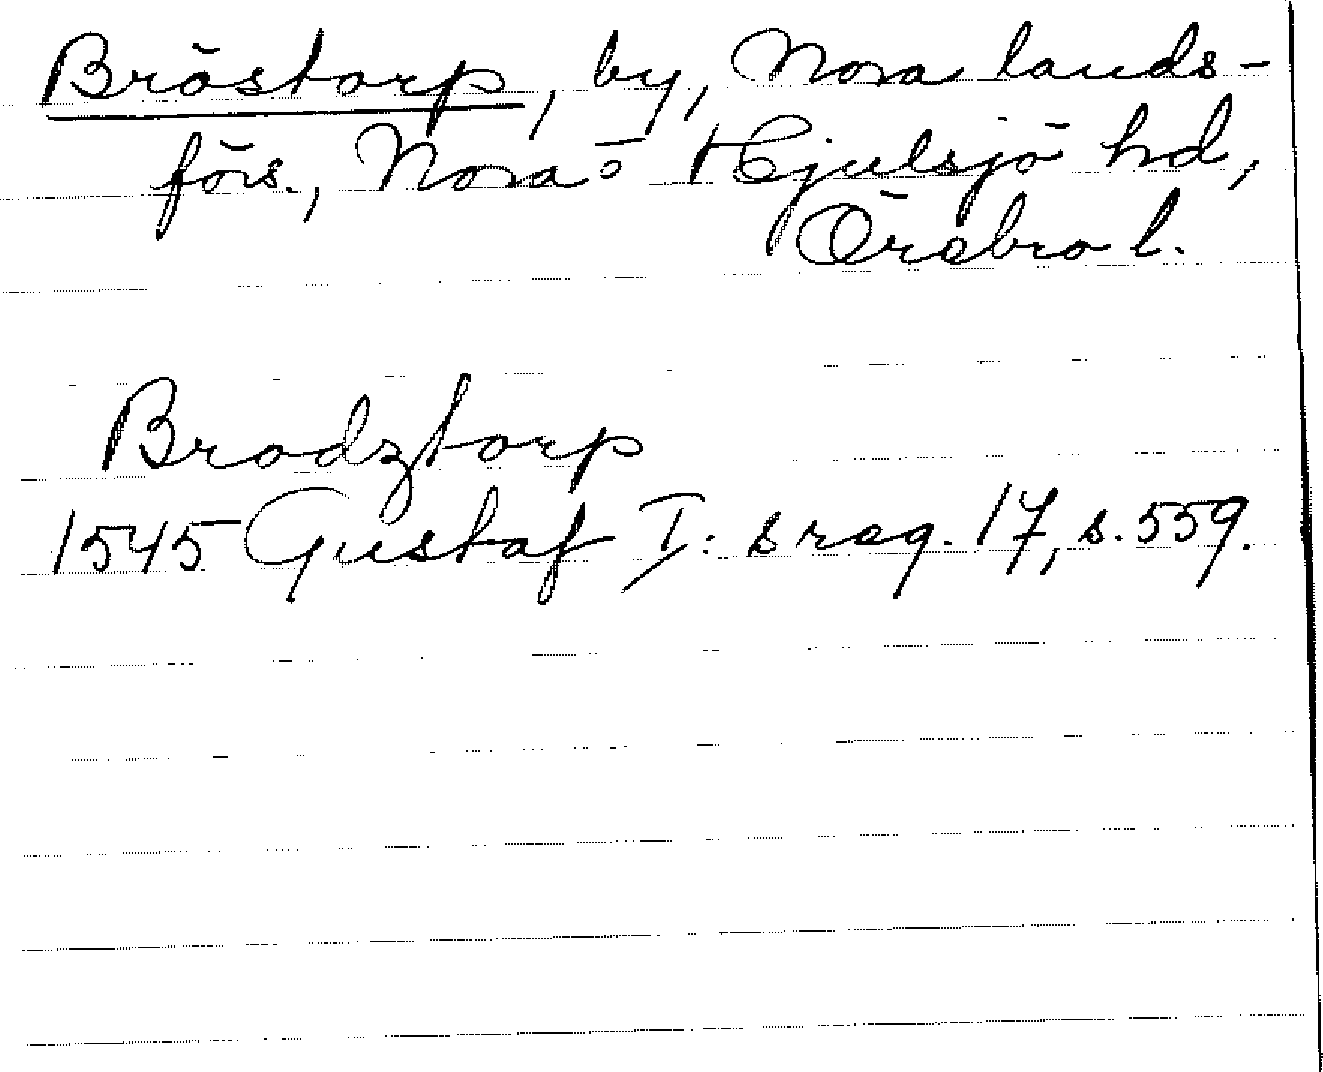 Bröstorp, by, Nora lands-
förs., Nora o Hjulsjö hd,
Örebro l.
Brodztorp
1545 Gustaf I: s reg. 17, s. 559.